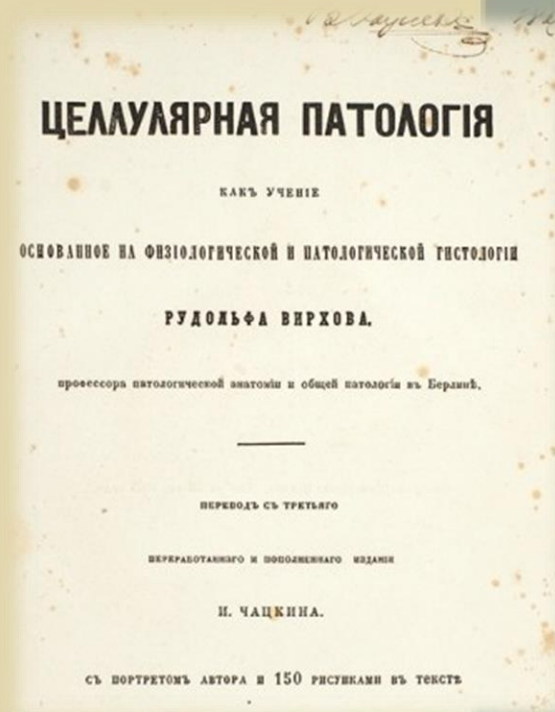 ЦЕЛЛУЛЯРНАЯ ПАТОЛОГІЯ
КАКЪ УЧЕНІЕ
ОСНОВАННОЕ НА ФИЗІОЛОГИЧЕСКОЙ И ПАТОЛОГИЧЕСКОЙ ГИСТОЛОГІИ
РУДОЛЬФА ВИРХОВА,
профессора патологической анатоміи и общей патологіи въ Берлинѣ.
ПЕРЕВОДЪ СЪ ТРЕТЬЯГО
ПЕРЕРАБОТАННАГО И ПОПОЛНЕННАГО ИЗДАНІЯ
И. ЧАЦКИНА.
СЪ ПОРТРЕТОМЪ АВТОРА И 150 РИСУНКАМИ ВЪ ТЕКСТѢ